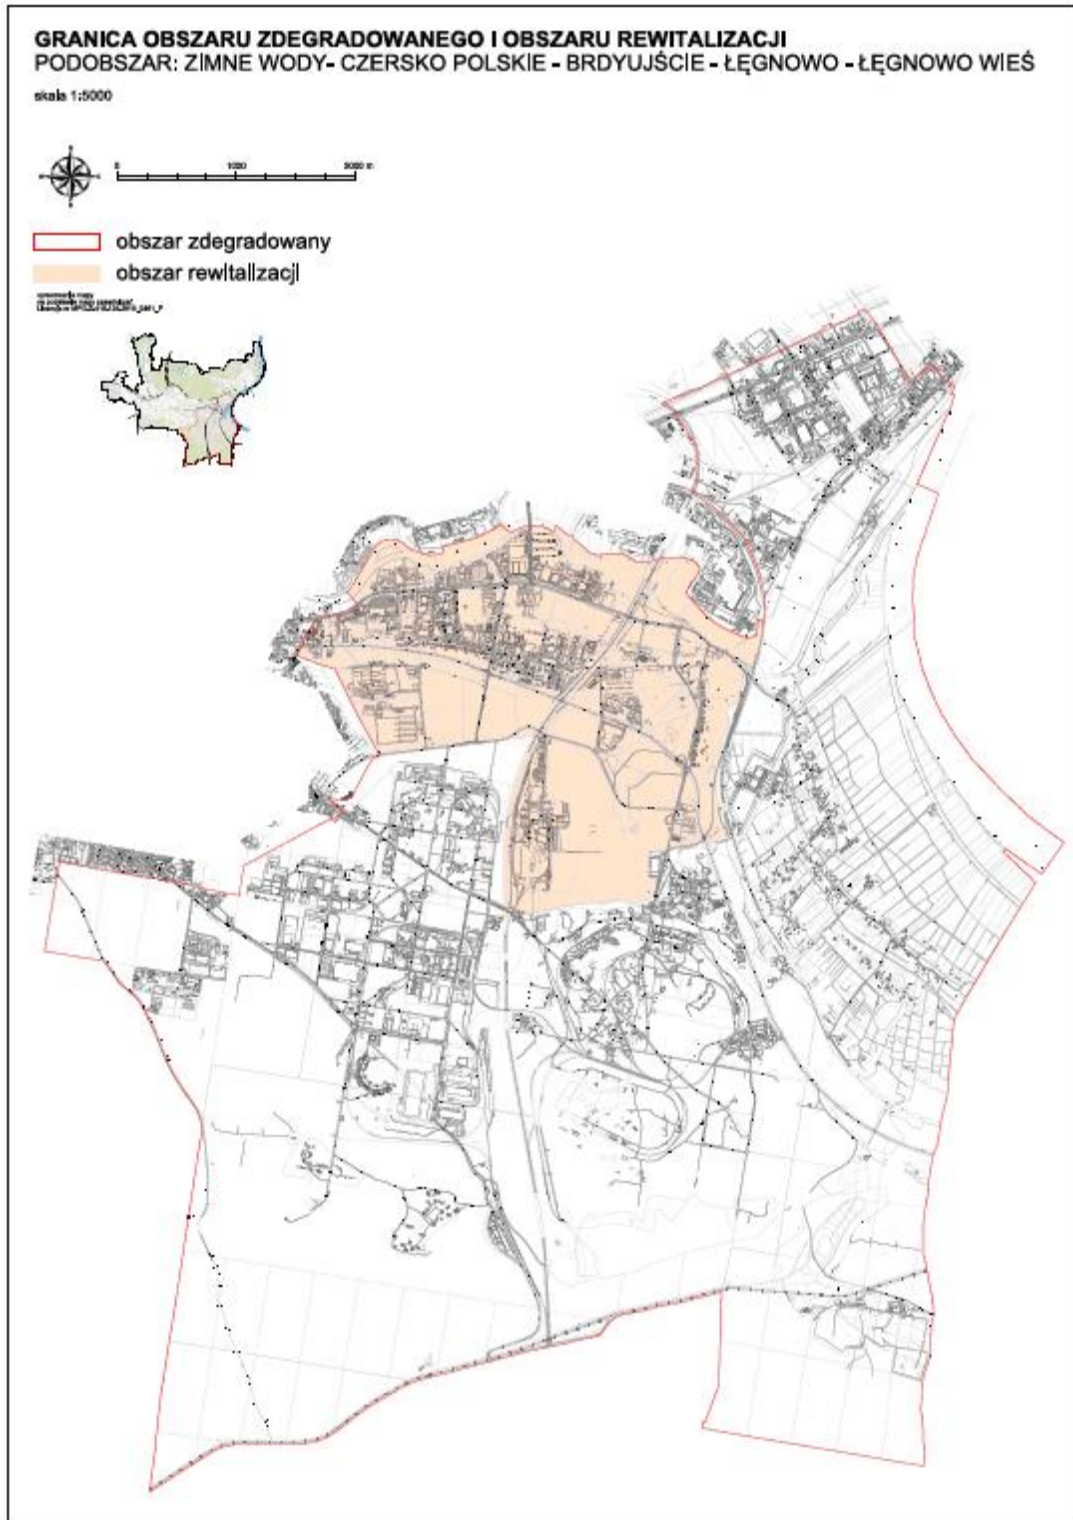 GRANICA OBSZARU ZDEGRADOWANEGO I OBSZARU REWITALIZACJI
PODOBSZAR: ZIMNE WODY- CZERSKO POLSKIE - BRDYUJŚCIE - ŁĘGNOWO - ŁĘGNOWO WIEŚ
skala 1:5000
0 1000 2000 m
obszar zdegradowany
obszar rewitalizacji